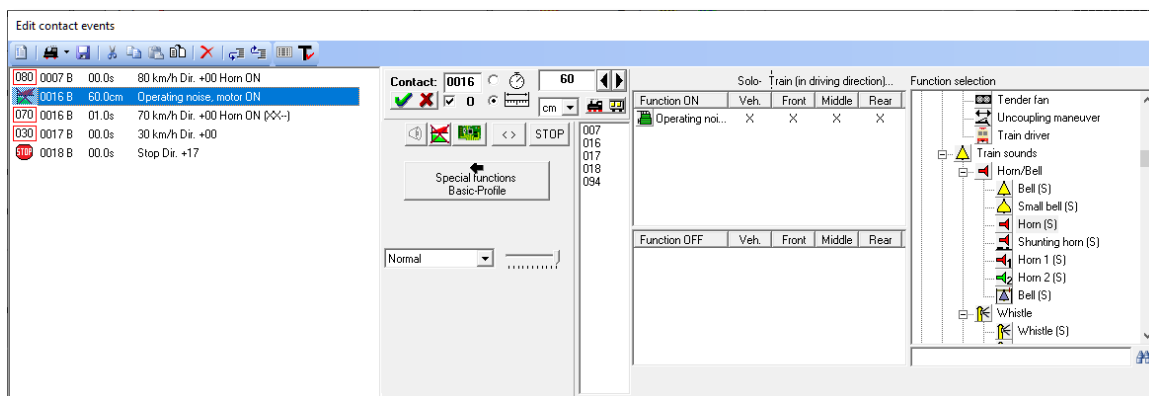 Edit contact events
080 0007 B 00.0s 80 km/h Dir. +00 Horn ON
0016 B 60.0cm Operating noise, motor ON
070 0016 B 01.0s 70 km/h Dir. +00 Horn ON (XX--)
030 0017 B 00.0s 30 km/h Dir. +00
STOP 0018 B 00.0s Stop Dir. +17
Contact: 0016 60
0 cm
<> STOP
Special functions
Basic-Profile
Normal
007
016
017
018
094
Solo- Train (in driving direction)...
Function ON Veh. Front Middle Rear
Operating noi... X X X X
Function OFF Veh. Front Middle Rear
Function selection
Tender fan
Uncoupling maneuver
Train driver
Train sounds
Horn/Bell
Bell (S)
Small bell (S)
Horn (S)
Shunting horn (S)
1 Horn 1 (S)
2 Horn 2 (S)
Bell (S)
Whistle
Whistle (S)